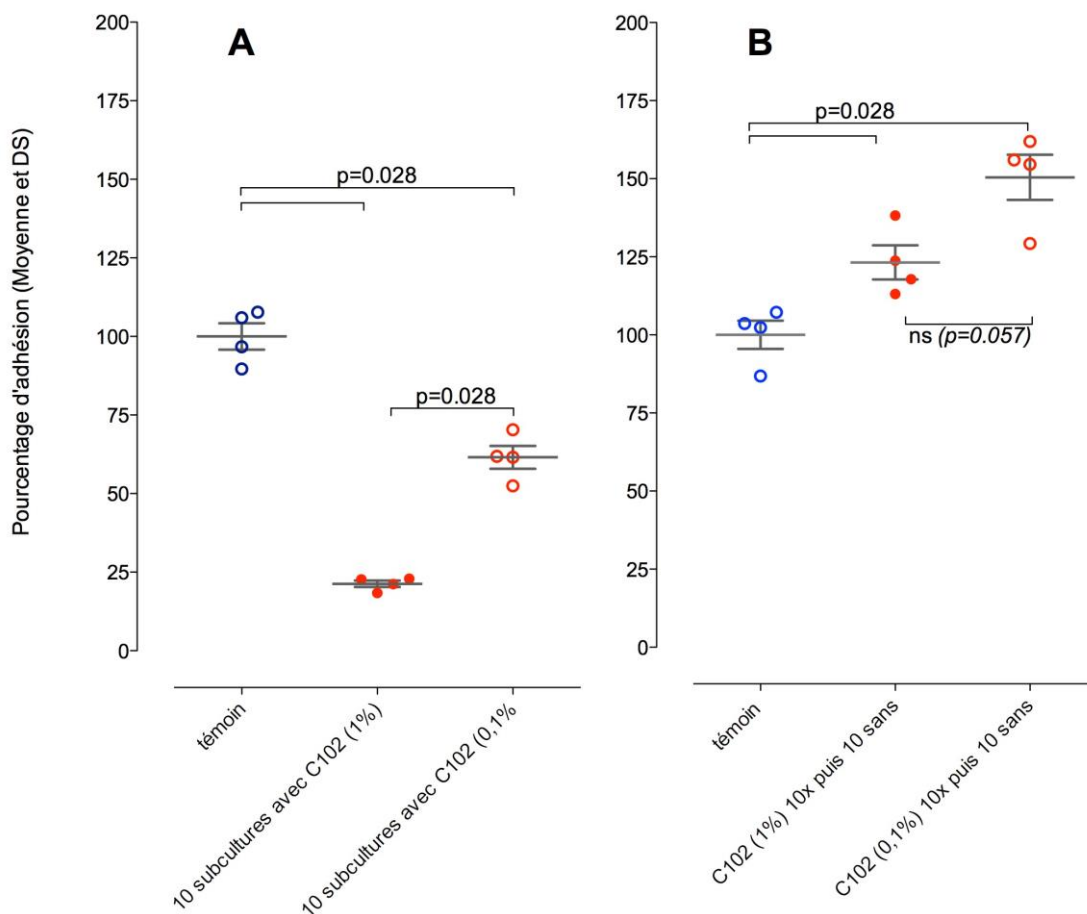 Pourcentage d'adhésion (Moyenne et DS)
A
200
175
150
125
100
75
50
25
0
p=0.028
p=0.028
témoin
10 subcultures avec C102 (1%)
10 subcultures avec C102 (0,1%
B
200
175
150
125
100
75
50
25
0
p=0.028
ns (p=0.057)
témoin
C102 (1%) 10x puis 10 sans
C102 (0,1%) 10x puis 10 sans